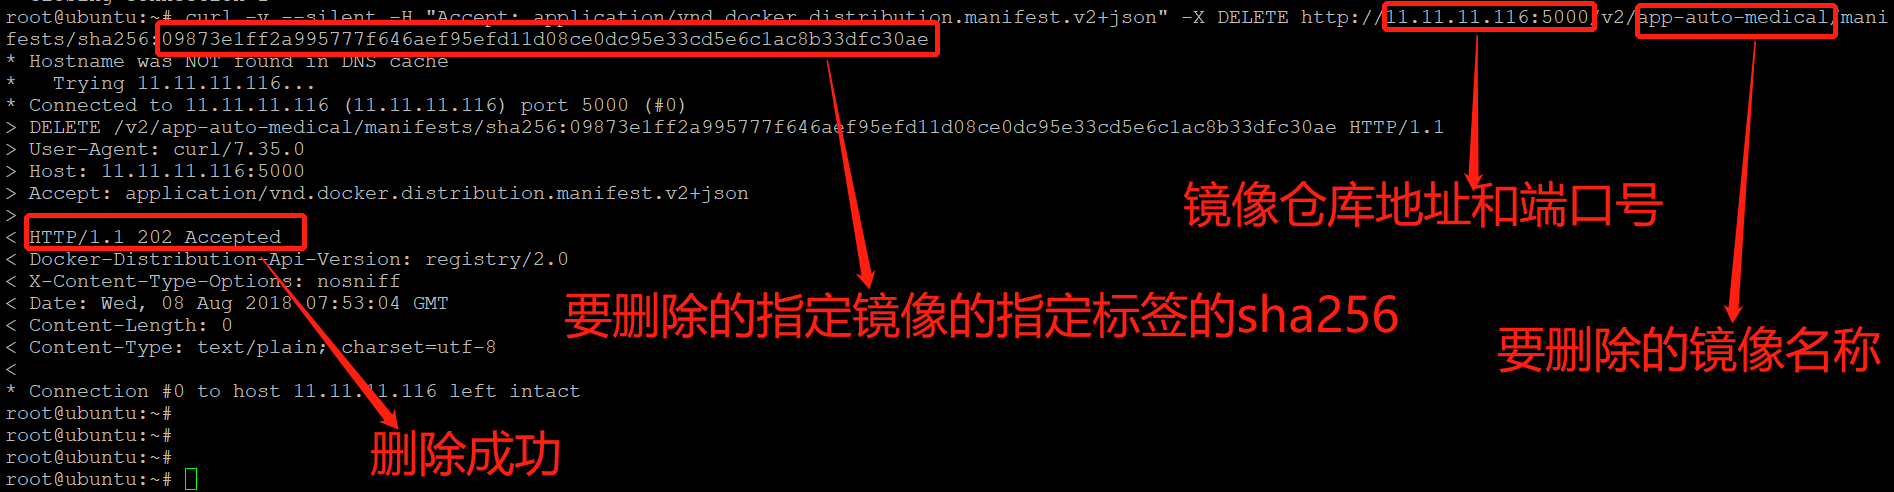 root@ubuntu:~# curl -v --silent -H "Accept: application/vnd.docker.distribution.manifest.v2+json" -X DELETE http://11.11.11.116:5000/v2/app-auto-medical/mani
fests/sha256:09873e1ff2a995777f646aef95efd11d08ce0dc95e33cd5e6c1ac8b33dfc30ae
* Hostname was NOT found in DNS cache
*   Trying 11.11.11.116...
* Connected to 11.11.11.116 (11.11.11.116) port 5000 (#0)
> DELETE /v2/app-auto-medical/manifests/sha256:09873e1ff2a995777f646aef95efd11d08ce0dc95e33cd5e6c1ac8b33dfc30ae HTTP/1.1
> User-Agent: curl/7.35.0
> Host: 11.11.11.116:5000
> Accept: application/vnd.docker.distribution.manifest.v2+json
>
镜像仓库地址和端口号
< HTTP/1.1 202 Accepted
< Docker-Distribution-Api-Version: registry/2.0
< X-Content-Type-Options: nosniff
< Date: Wed, 08 Aug 2018 07:53:04 GMT
要删除的指定镜像的指定标签的sha256
< Content-Length: 0
< Content-Type: text/plain; charset=utf-8
要删除的镜像名称
<
* Connection #0 to host 11.11.11.116 left intact
root@ubuntu:~#
root@ubuntu:~#
删除成功
root@ubuntu:~#
root@ubuntu:~#